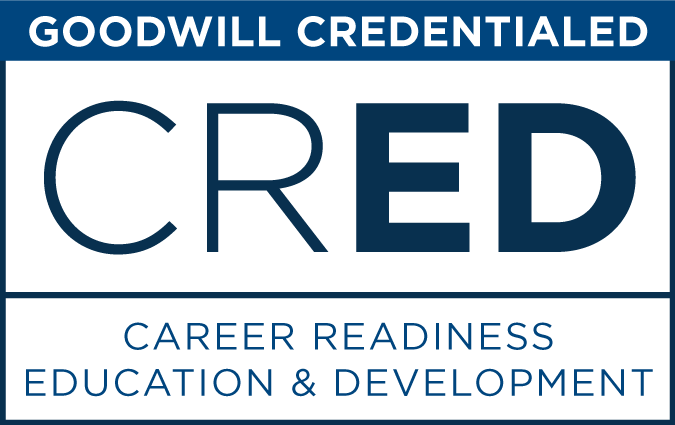 GOODWILL CREDENTIALED
CRED
CAREER READINESS
EDUCATION & DEVELOPMENT